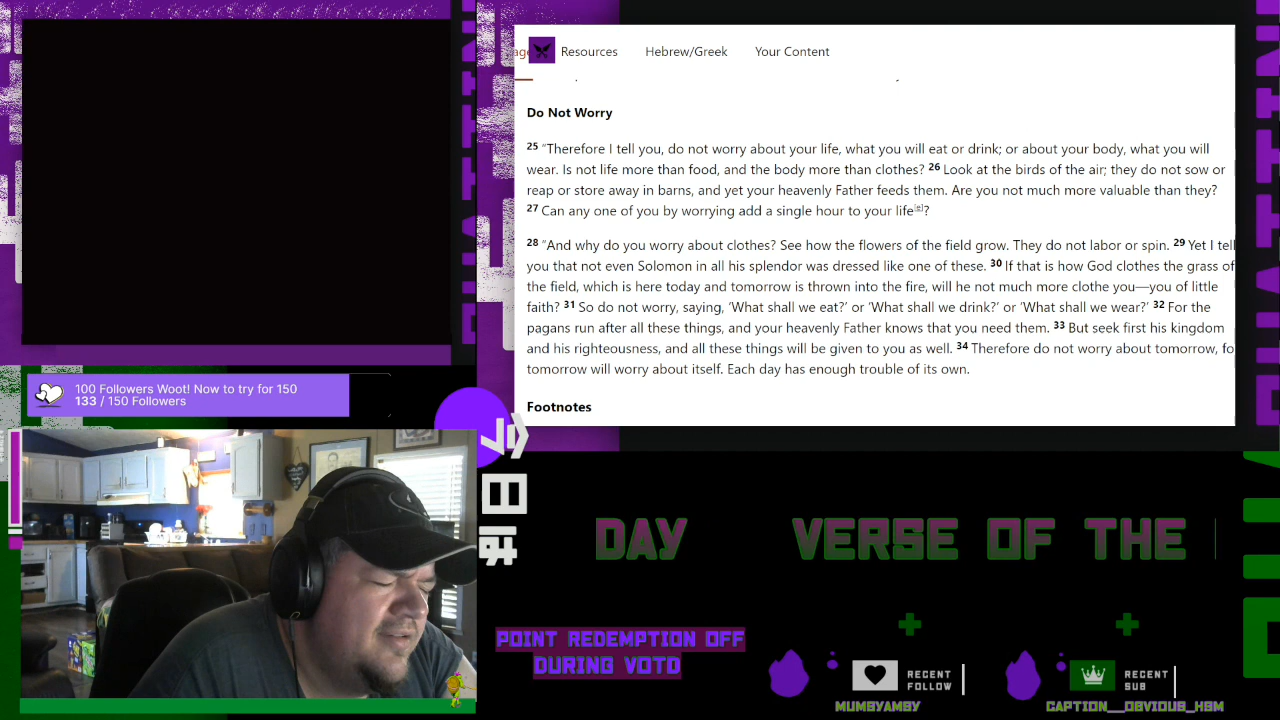 Resources Hebrew/Greek Your Content
Do Not Worry
25 “Therefore I tell you, do not worry about your life, what you will eat or drink; or about your body, what you will
wear. Is not life more than food, and the body more than clothes? 26 Look at the birds of the air; they do not sow or
reap or store away in barns, and yet your heavenly Father feeds them. Are you not much more valuable than they?
27 Can any one of you by worrying add a single hour to your life[e]?
28 “And why do you worry about clothes? See how the flowers of the field grow. They do not labor or spin. 29 Yet I tell
you that not even Solomon in all his splendor was dressed like one of these. 30 If that is how God clothes the grass of
the field, which is here today and tomorrow is thrown into the fire, will he not much more clothe you—you of little
faith? 31 So do not worry, saying, ‘What shall we eat?’ or ‘What shall we drink?’ or ‘What shall we wear?’ 32 For the
pagans run after all these things, and your heavenly Father knows that you need them. 33 But seek first his kingdom
and his righteousness, and all these things will be given to you as well. 34 Therefore do not worry about tomorrow, fo
tomorrow will worry about itself. Each day has enough trouble of its own.
Footnotes
100 Followers Woot! Now to try for 150
133 / 150 Followers
DAY VERSE OF THE
POINT REDEMPTION OFF
DURING VOTD
RECENT
FOLLOW
MUMBYAMBY
RECENT
SUB
CAPTION__OBVIOUS_HSM